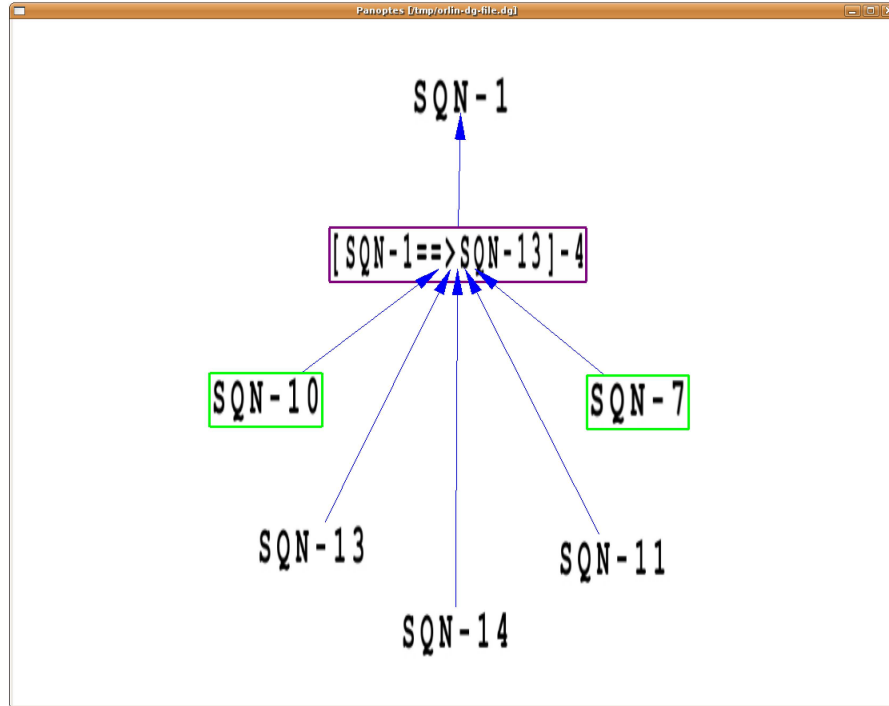 Panoptes [/tmp/orlin-dg-file.dg]
SQN-1
[SQN-1==>SQN-13]-4
SQN-10
SQN-7
SQN-13
SQN-11
SQN-14